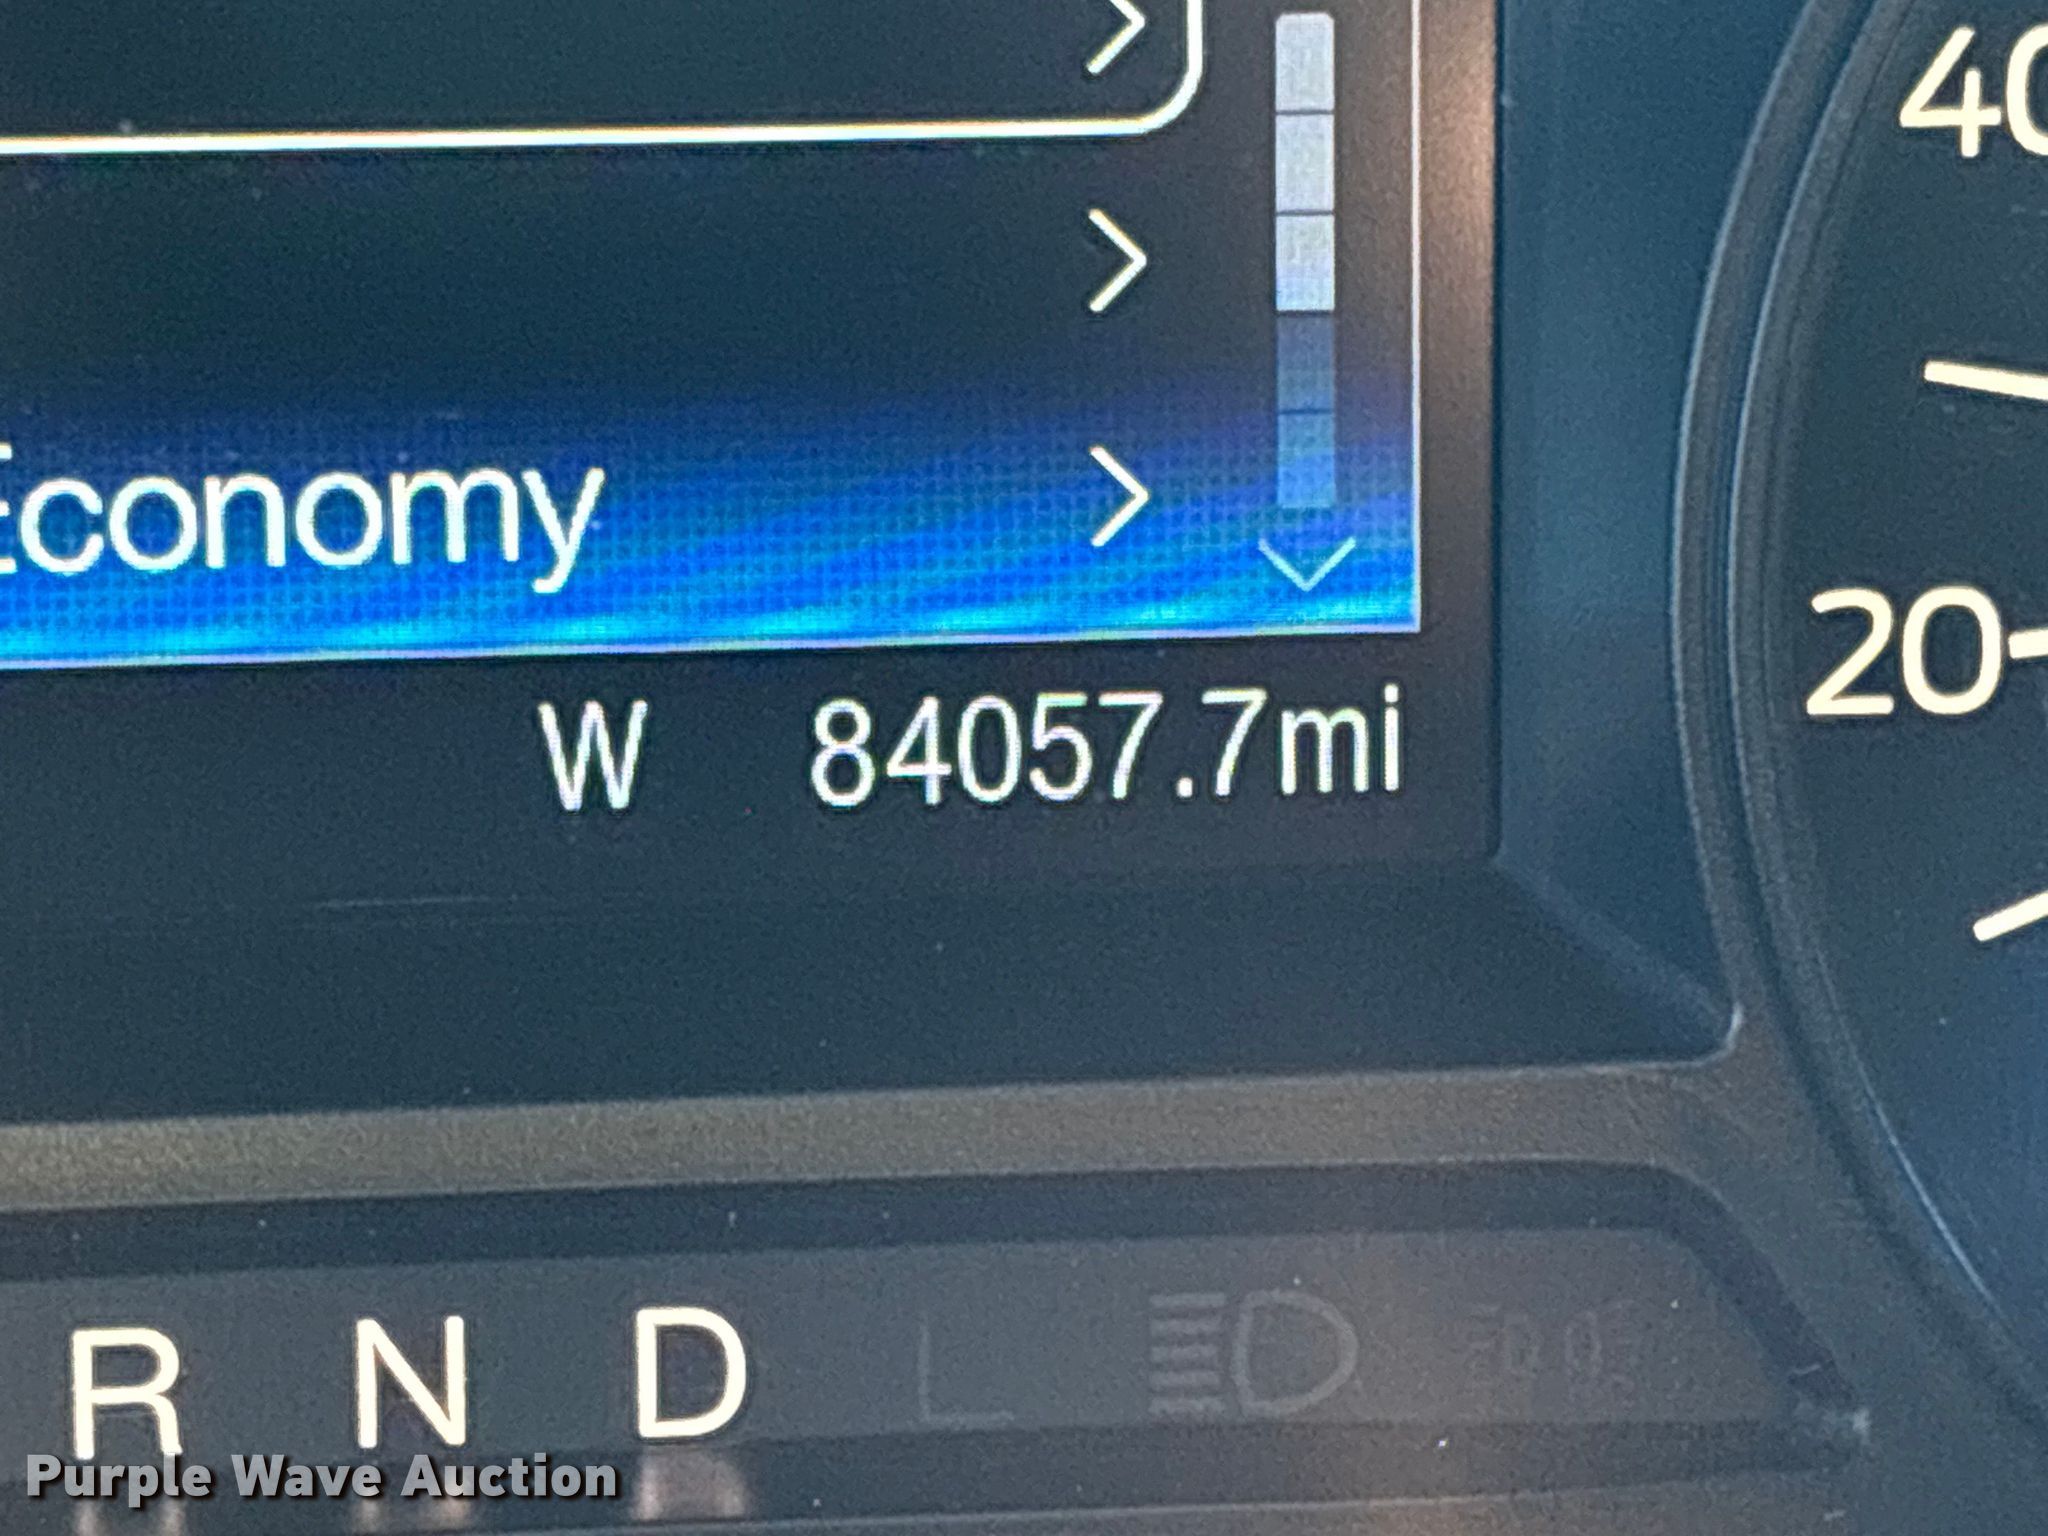 40
Economy
20
W 84057.7mi
R N D L
Purple Wave Auction